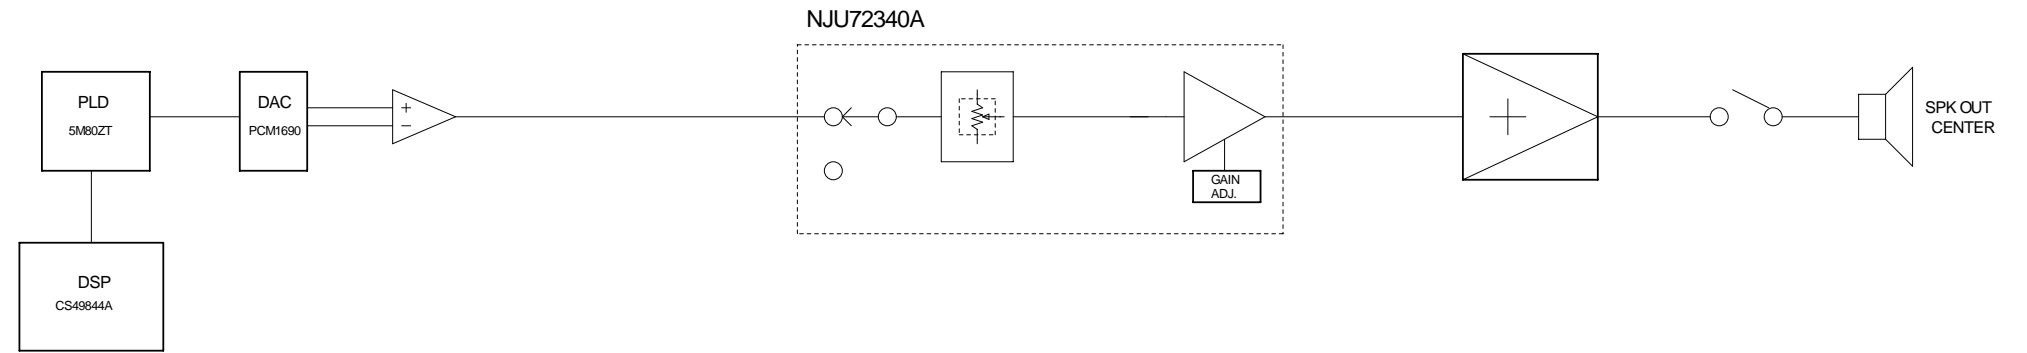 NJU72340A
PLD
5M80ZT
DAC
PCM1690
+
−
GAIN
ADJ.
SPK OUT
CENTER
DSP
CS49844A